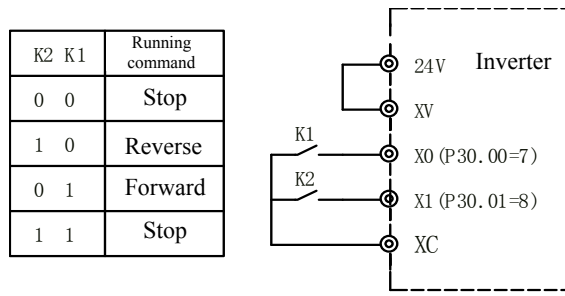 K2 K1 Running command
0 0 Stop
1 0 Reverse
0 1 Forward
1 1 Stop
24V Inverter
XV
K1
X0(P30.00=7)
K2
X1(P30.01=8)
XC